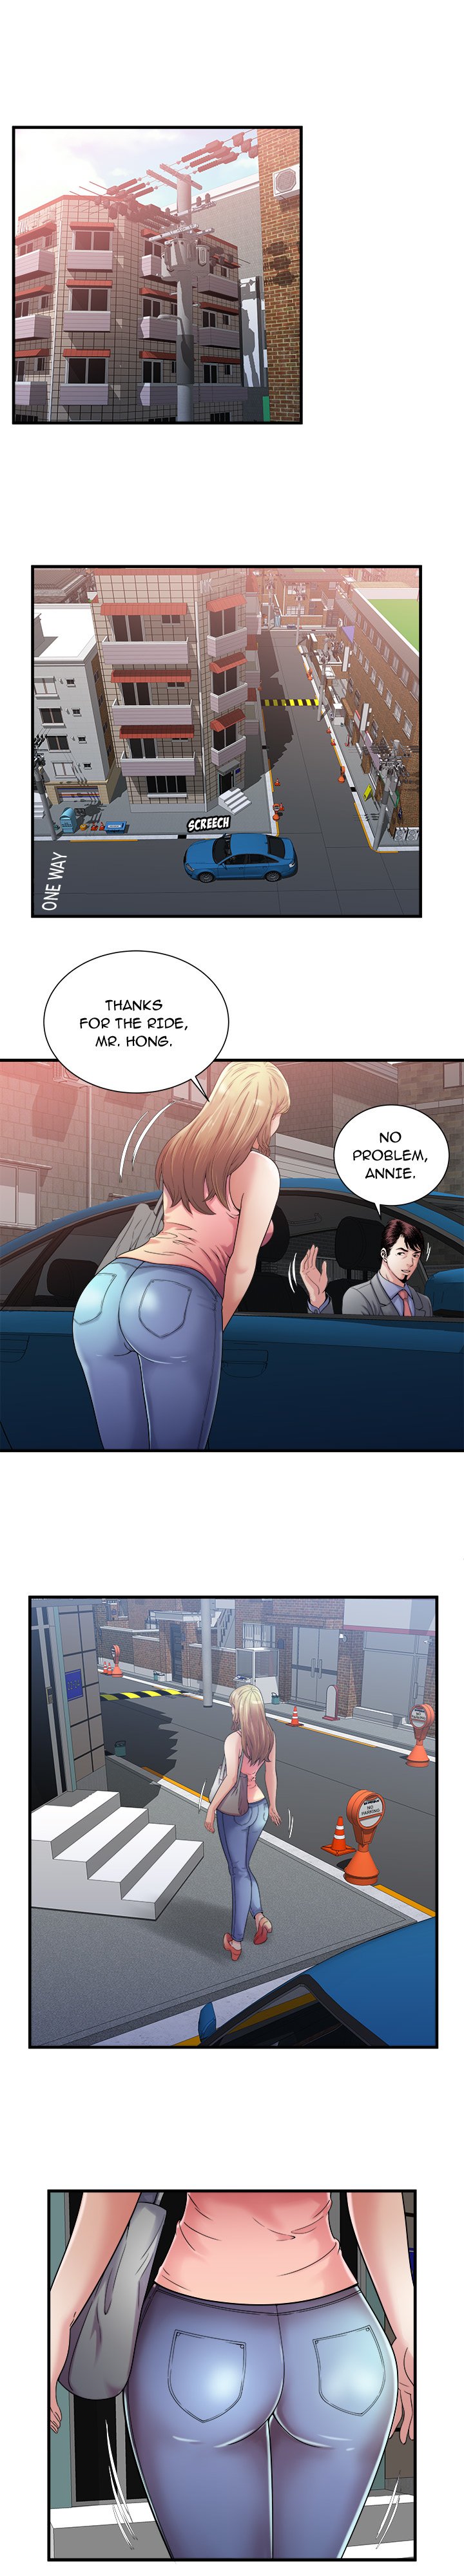 SCREECH
ONE WAY
THANKS
FOR THE RIDE,
MR. HONG.
NO
PROBLEM,
ANNIE.
NO
PARKING